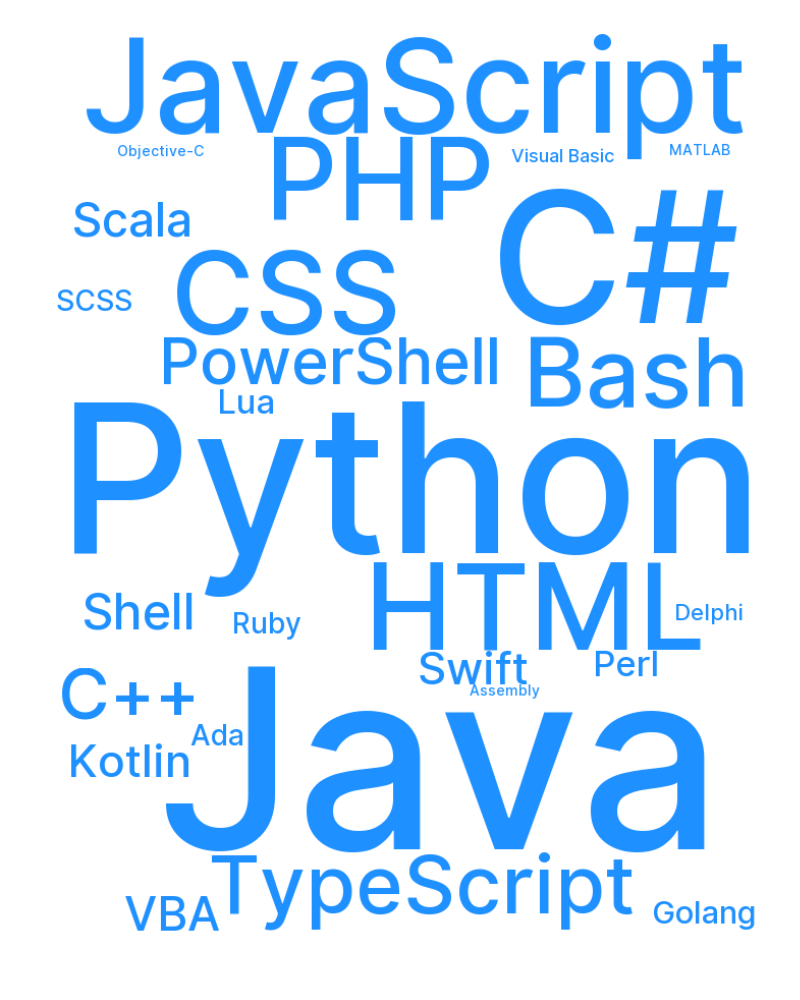 JavaScript
Objective-C
PHP
Visual Basic
MATLAB
Scala
C#
CSS
SCSS
PowerShell
Bash
Lua
Python
HTML
Shell
Ruby
Delphi
Swift
Perl
Assembly
C++
Ada
Java
Kotlin
TypeScript
VBA
Golang